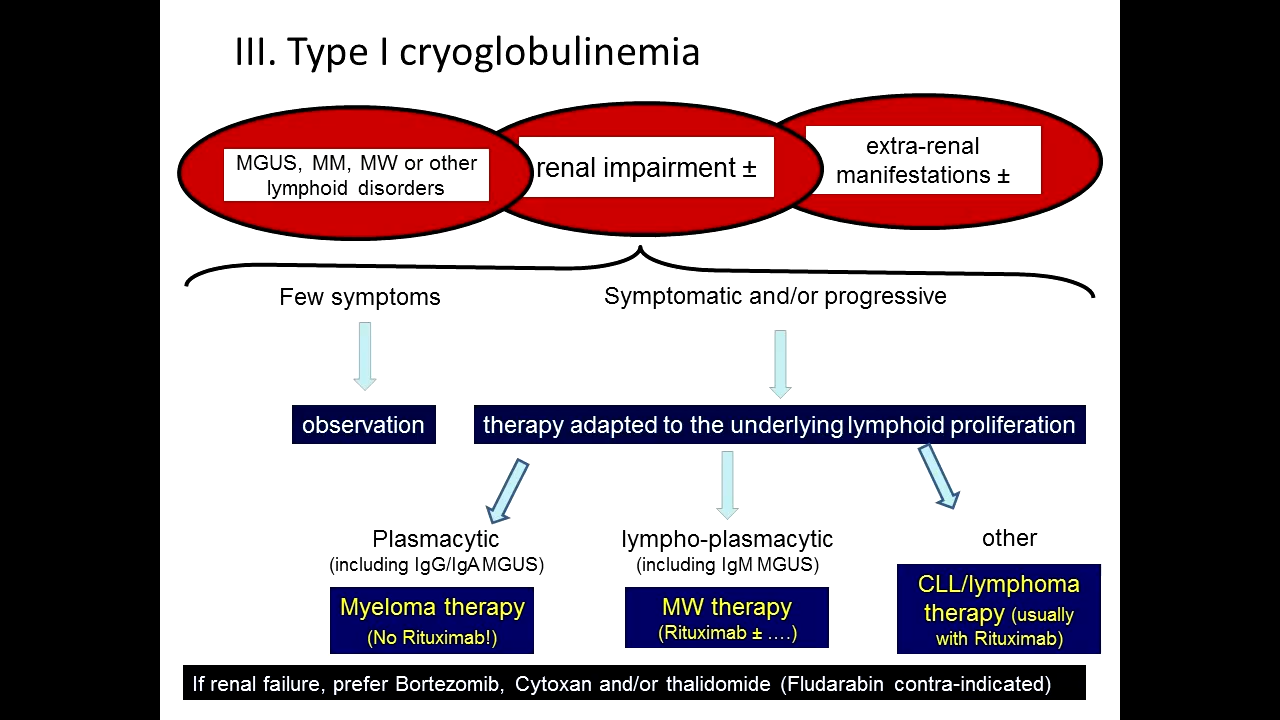 III. Type I cryoglobulinemia
MGUS, MM, MW or other
lymphoid disorders
renal impairment ±
extra-renal
manifestations ±
Few symptoms
Symptomatic and/or progressive
observation
therapy adapted to the underlying lymphoid proliferation
Plasmacytic
(including IgG/IgA MGUS)
Myeloma therapy
(No Rituximab!)
lympho-plasmacytic
(including IgM MGUS)
MW therapy
(Rituximab ± ....)
other
CLL/lymphoma
therapy (usually
with Rituximab)
If renal failure, prefer Bortezomib, Cytoxan and/or thalidomide (Fludarabin contra-indicated)